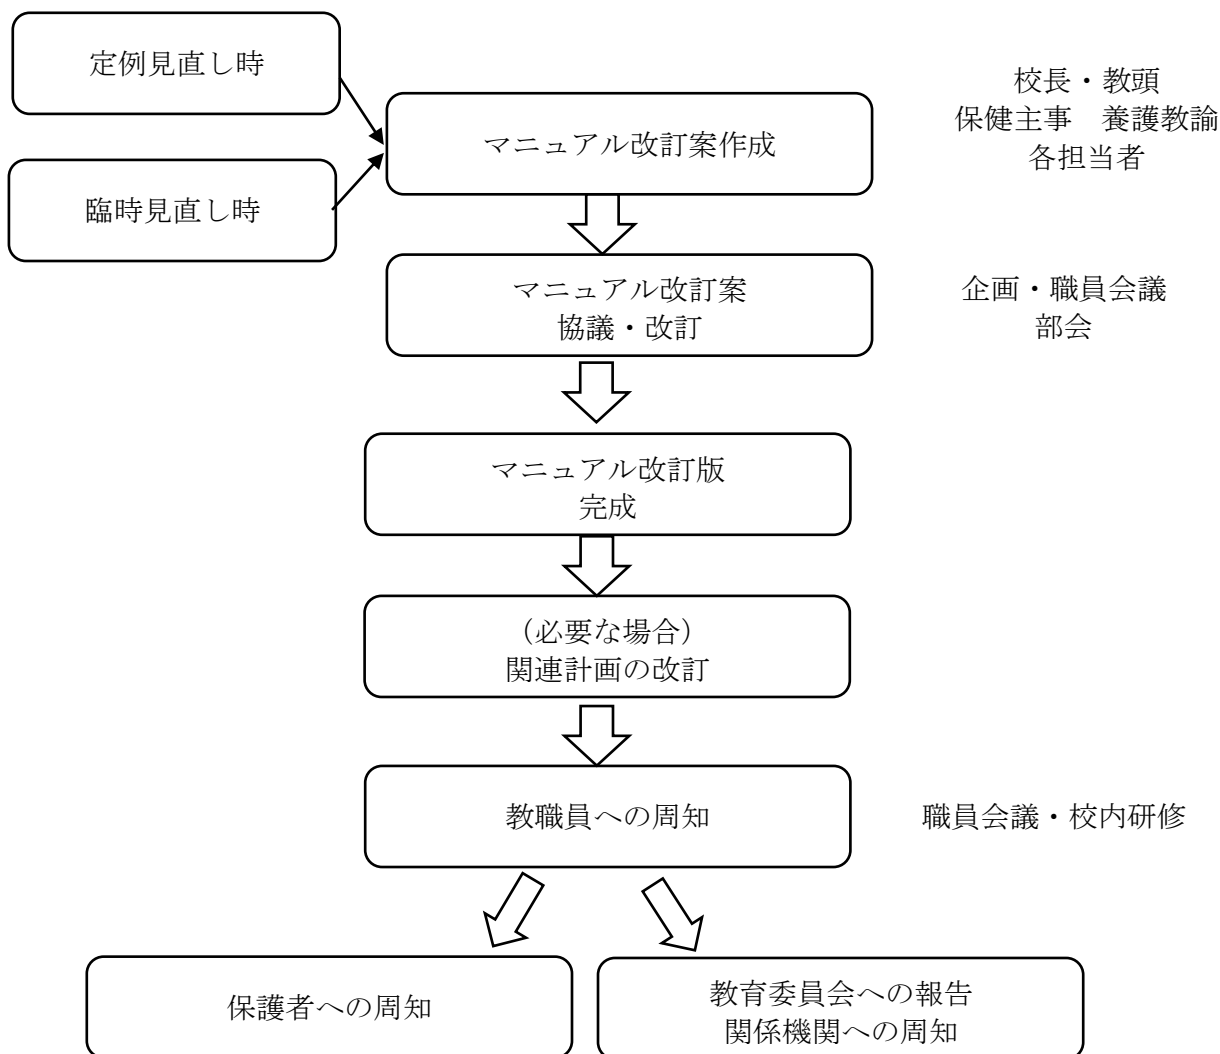 定例見直し時
臨時見直し時
マニュアル改訂案作成
校長・教頭
保健主事　養護教諭
各担当者
マニュアル改訂案
協議・改訂
企画・職員会議
部会
マニュアル改訂版
完成
（必要な場合）
関連計画の改訂
教職員への周知
職員会議・校内研修
保護者への周知
教育委員会への報告
関係機関への周知